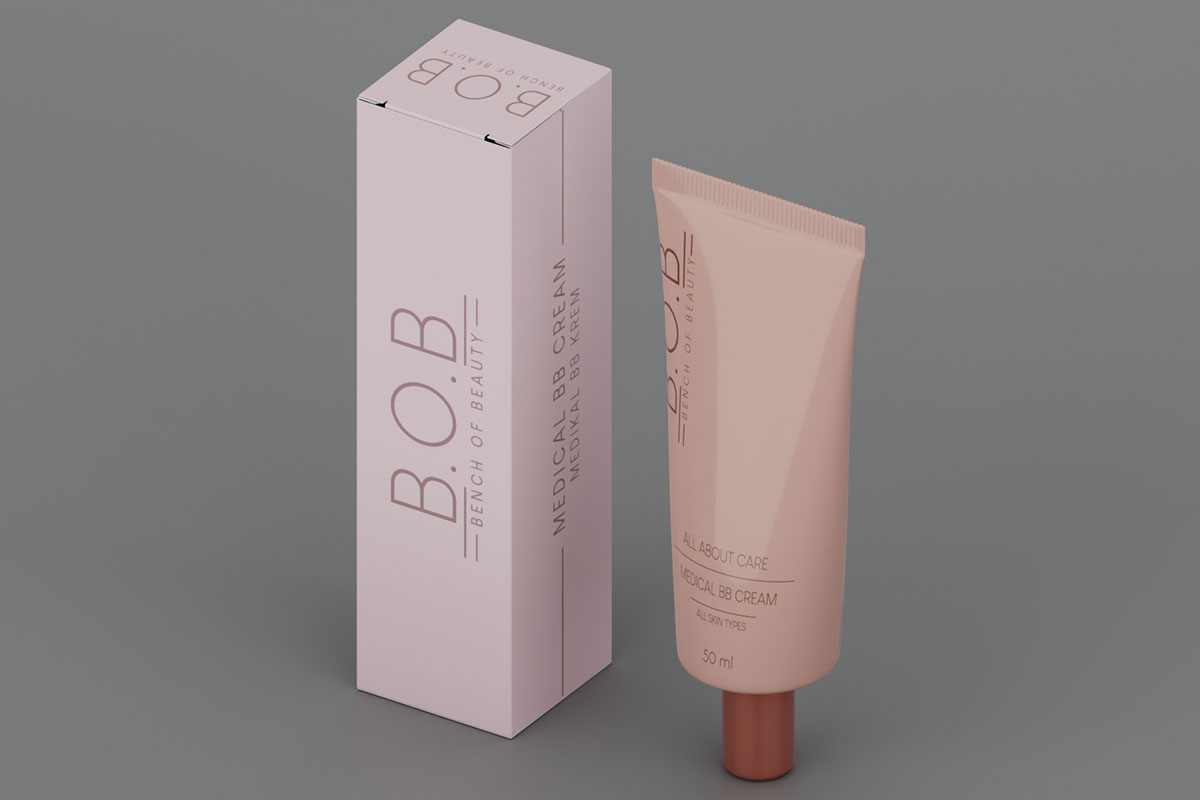 B.O.B
BENCH OF BEAUTY
B.O.B
BENCH OF BEAUTY
MEDICAL BB CREAM
MEDIKAL BB KREM
B.O.B
BENCH OF BEAUTY
ALL ABOUT CARE
MEDICAL BB CREAM
ALL SKIN TYPES
50 ml